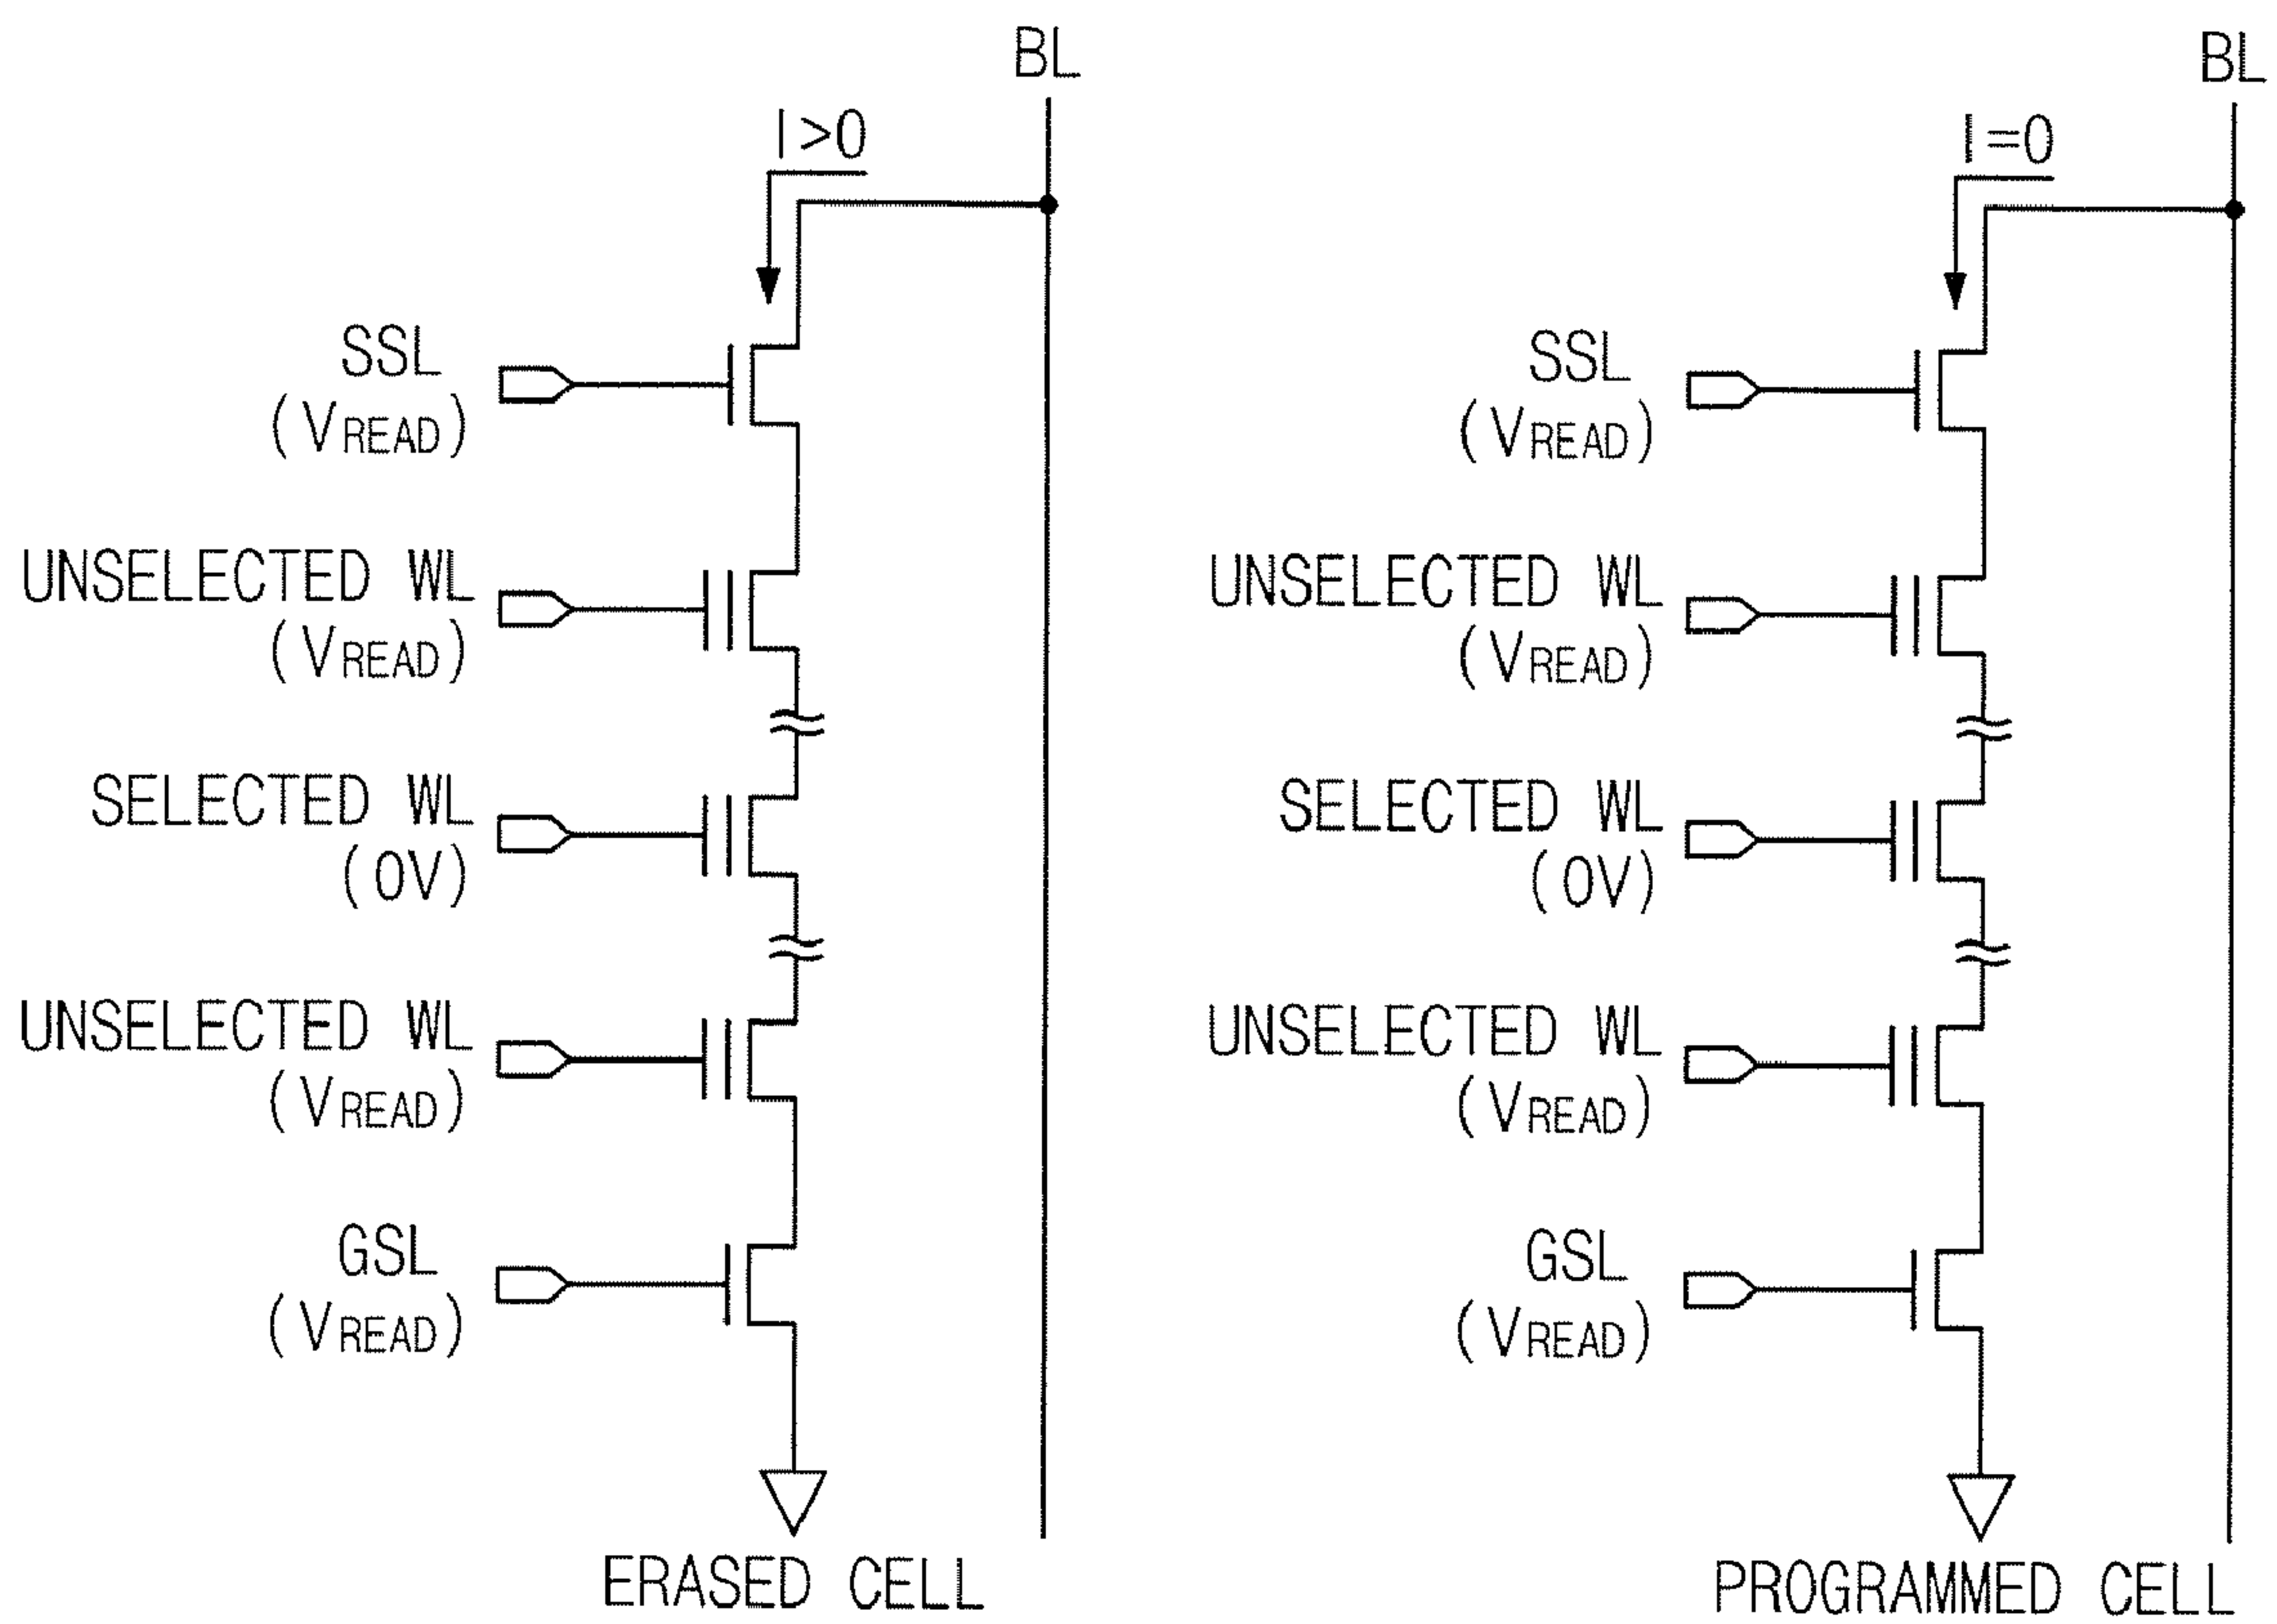 BL
I>0
SSL
(VREAD)
UNSELECTED WL
(VREAD)
SELECTED WL
(0V)
UNSELECTED WL
(VREAD)
GSL
(VREAD)
ERASED CELL
BL
I=0
SSL
(VREAD)
UNSELECTED WL
(VREAD)
SELECTED WL
(0V)
UNSELECTED WL
(VREAD)
GSL
(VREAD)
PROGRAMMED CELL